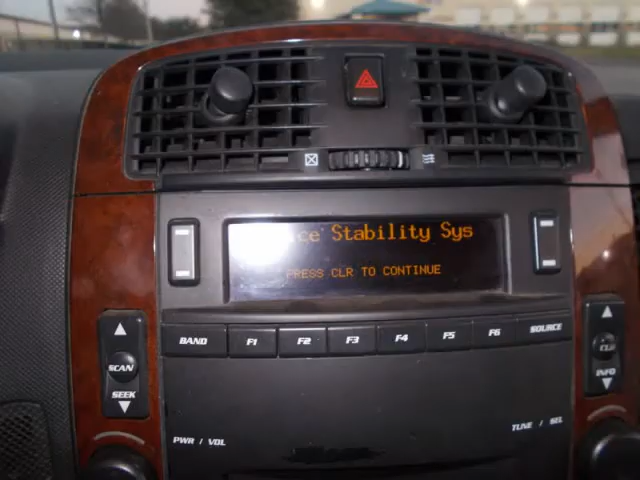 Stability Sys
PRESS CLR TO CONTINUE
BAND F1 F2 F3 F4 F5 F6 SOURCE
SCAN
SEEK
CLR
INFO
PWR / VOL
TUNE / SEL